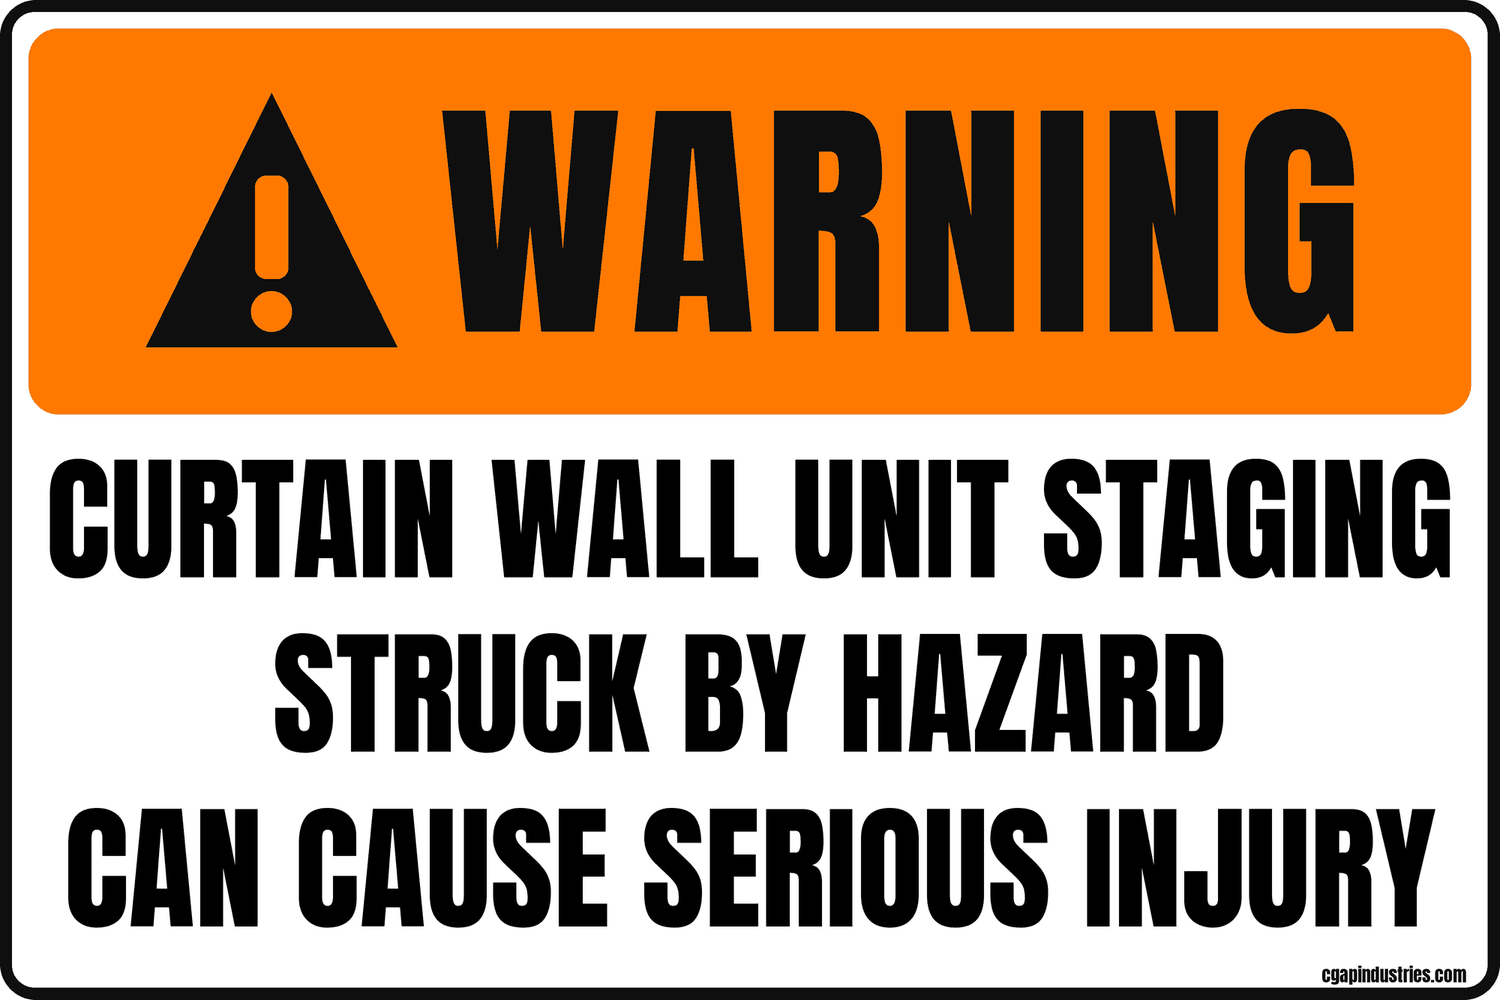 WARNING
CURTAIN WALL UNIT STAGING
STRUCK BY HAZARD
CAN CAUSE SERIOUS INJURY
cgapindustries.com